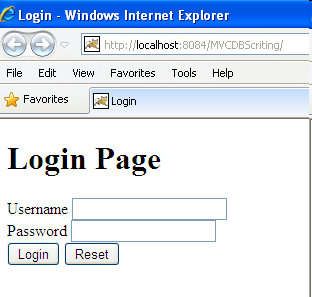 Login - Windows Internet Explorer
http://localhost:8084/MVCDBScriting/
File Edit View Favorites Tools Help
Favorites Login
Login Page
Username
Password
Login Reset